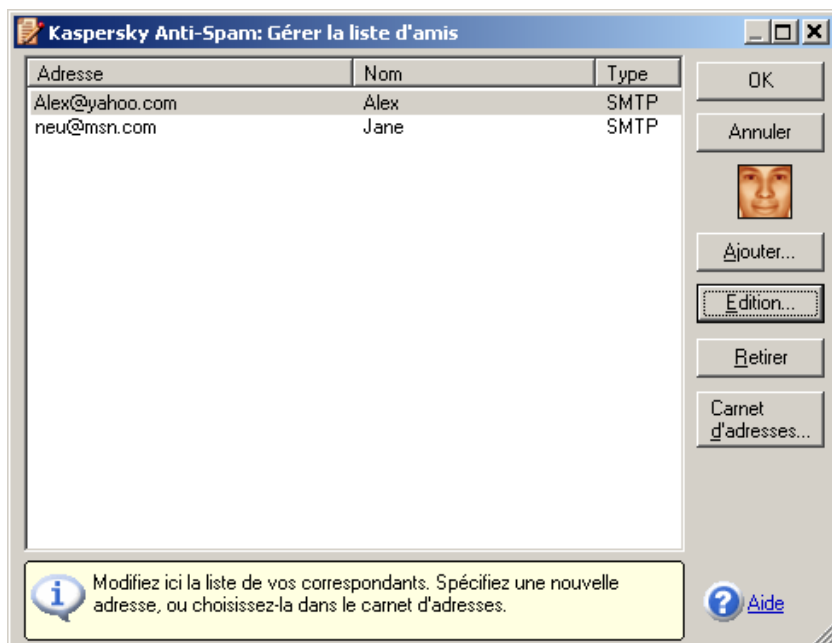 Kaspersky Anti-Spam: Gérer la liste d'amis
Adresse Nom Type
Alex@yahoo.com Alex SMTP
neu@msn.com Jane SMTP
OK
Annuler
Ajouter...
Edition...
Retirer
Carnet
d'adresses...
Modifiez ici la liste de vos correspondants. Spécifiez une nouvelle
adresse, ou choisissez-la dans le carnet d'adresses.
Aide